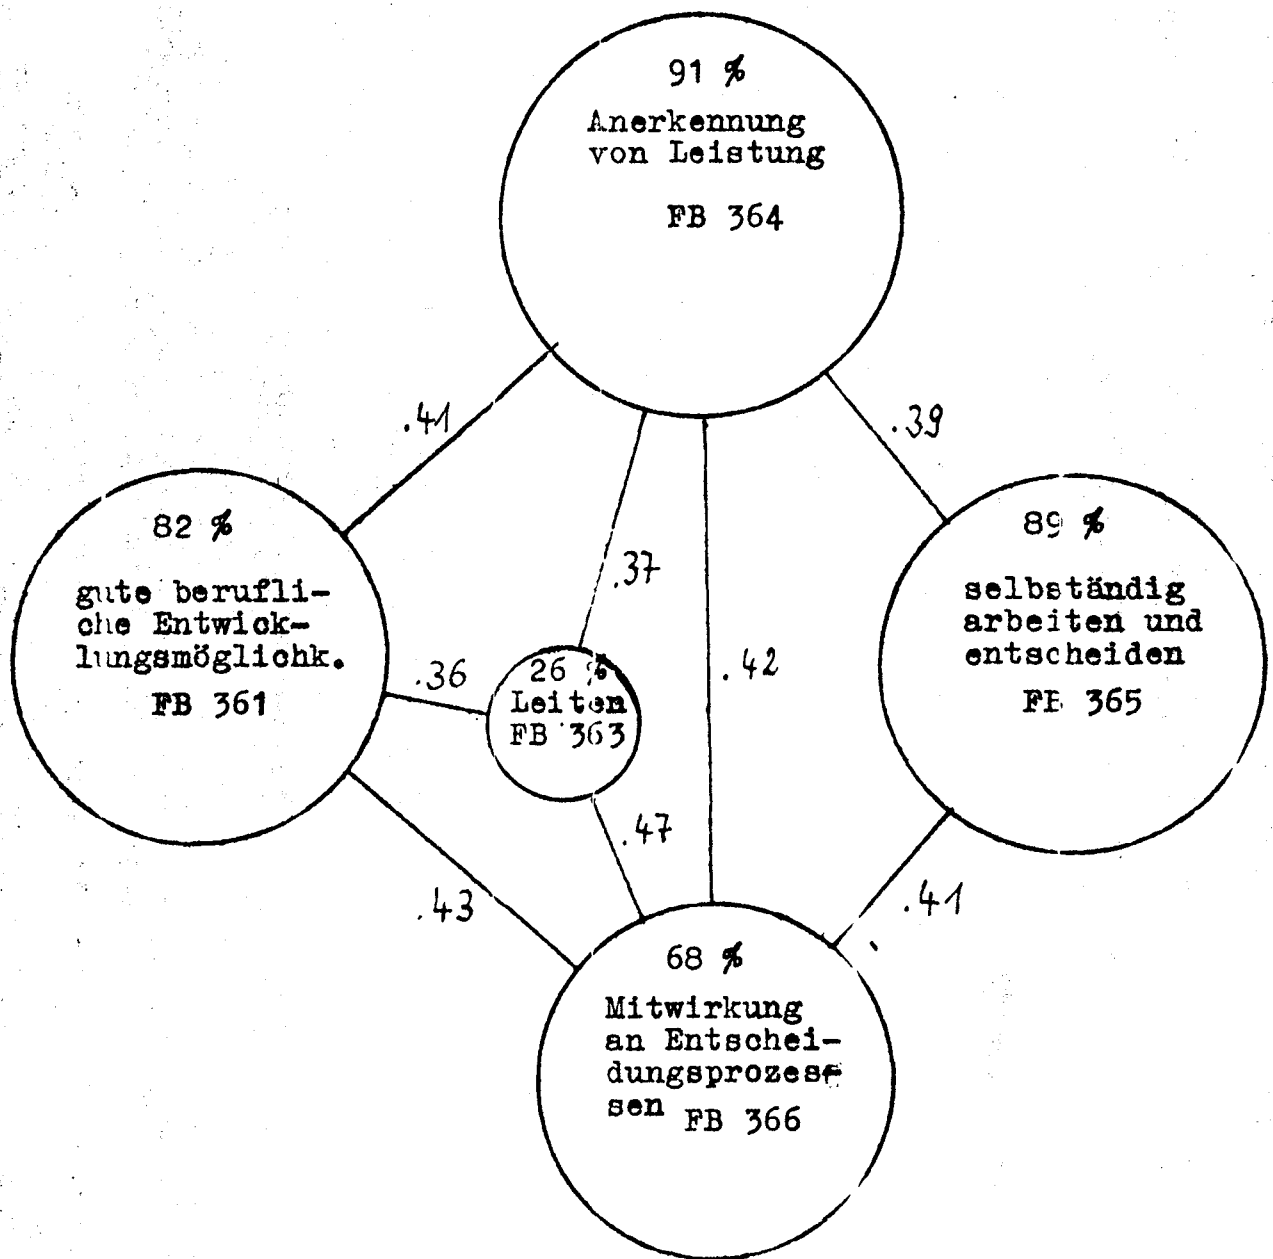 91 %
Anerkennung
von Leistung
FB 364
.41
.39
82 %
gute berufli-
che Entwick-
lungsmöglichk.
FB 361
.37
.36
26 %
Leiten
FB 363
.42
89 %
selbständig
arbeiten und
entscheiden
FB 365
.47
.43
.41
68 %
Mitwirkung
an Entschei-
dungsprozes-
sen FB 366